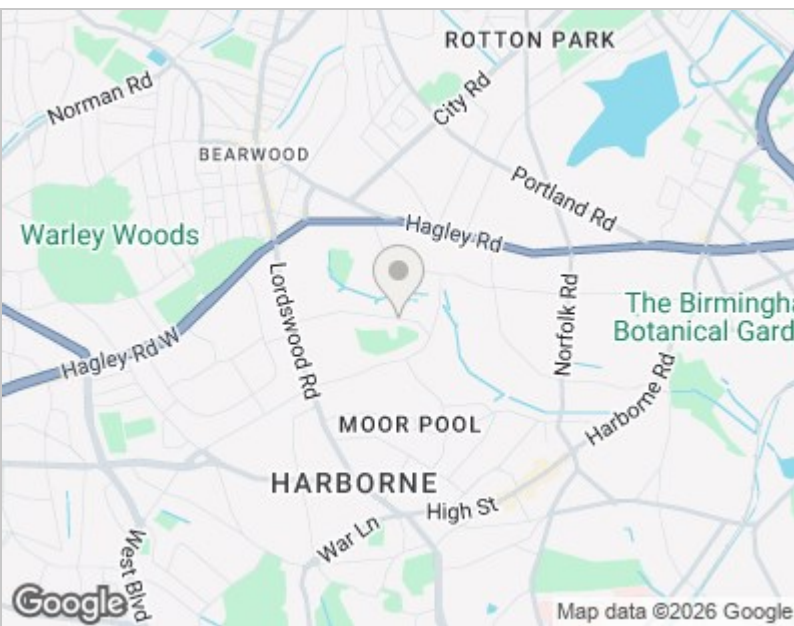 ROTTON PARK
Norman Rd
City Rd
BEARWOOD
Portland Rd
Warley Woods
Hagley Rd
Lordswood Rd
Norfolk Rd
The Birmingha
Botanical Gard
Hagley Rd W
Harborne Rd
MOOR POOL
HARBORNE
High St
War Ln
West Blvd
Google
Map data ©2026 Google